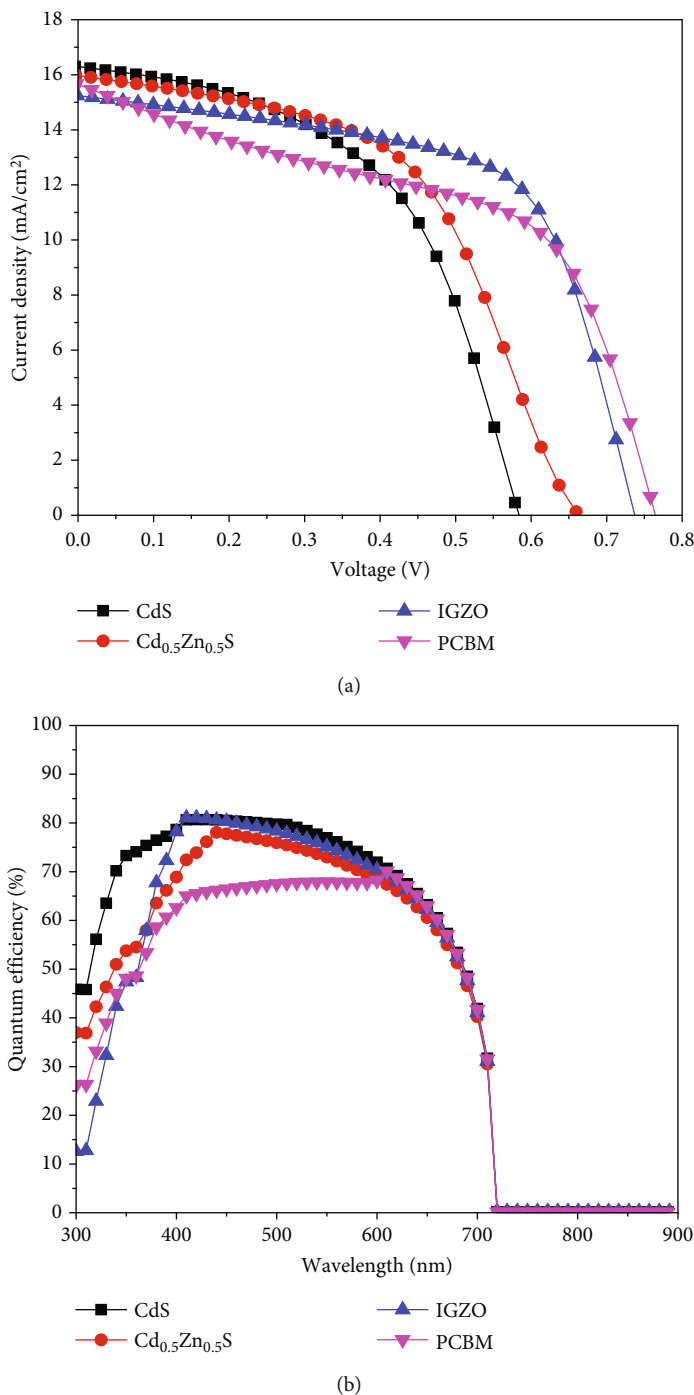 18
16
14
12
10
8
6
4
2
0
Current density (mA/cm²)
0.0 0.1 0.2 0.3 0.4 0.5 0.6 0.7 0.8
Voltage (V)
CdS IGZO
Cd₀.₅Zn₀.₅S PCBM
(a)
100
90
80
70
60
50
40
30
20
10
0
Quantum efficiency (%)
300 400 500 600 700 800 900
Wavelength (nm)
CdS IGZO
Cd₀.₅Zn₀.₅S PCBM
(b)